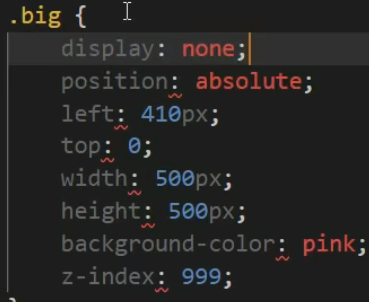 .big {
display: none;
position: absolute;
left: 410px;
top: 0;
width: 500px;
height: 500px;
background-color: pink;
z-index: 999;
}